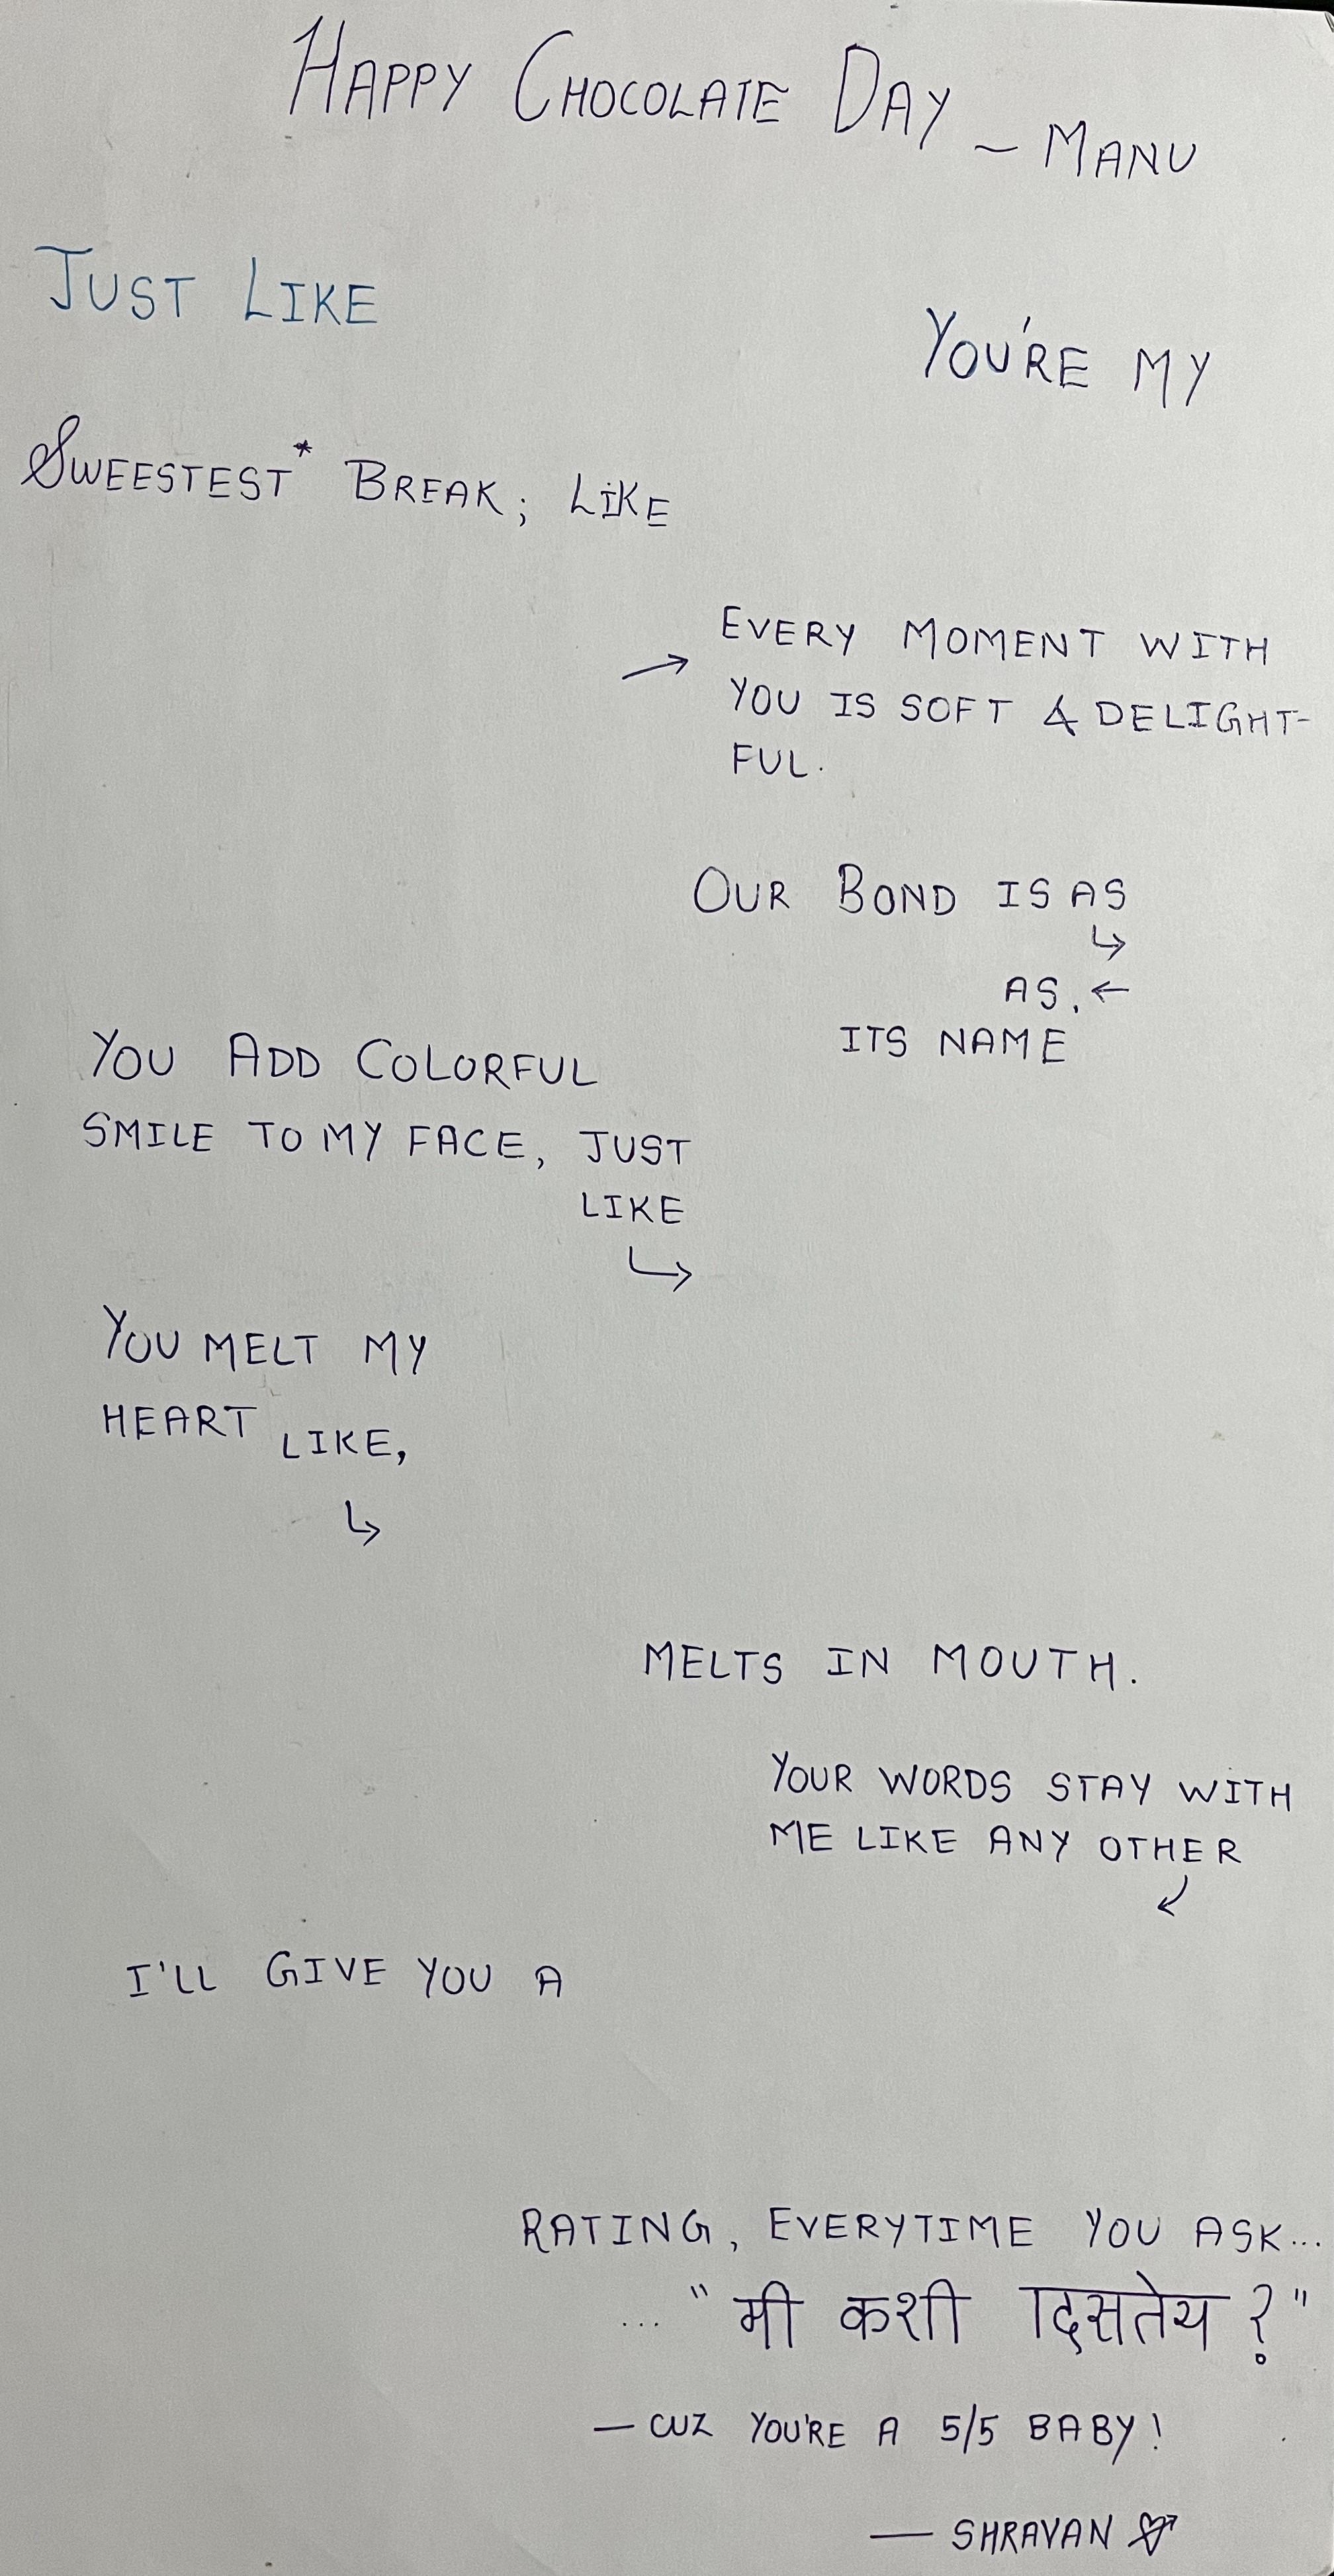 HAPPY CHOCOLATE DAY - MANU
JUST LIKE
YOU'RE MY
SWEESTEST* BREAK; LIKE
→ EVERY MOMENT WITH
YOU IS SOFT & DELIGHT-
FUL.
OUR BOND IS AS
↳
AS, ←
ITS NAME
YOU ADD COLORFUL
SMILE TO MY FACE, JUST
LIKE
↳
YOU MELT MY
HEART LIKE,
↳
MELTS IN MOUTH.
YOUR WORDS STAY WITH
ME LIKE ANY OTHER
↙
I'LL GIVE YOU A
RATING, EVERYTIME YOU ASK...
... "मी कशी दिसतेय ?"
— CUZ YOU'RE A 5/5 BABY!
— SHRAVAN